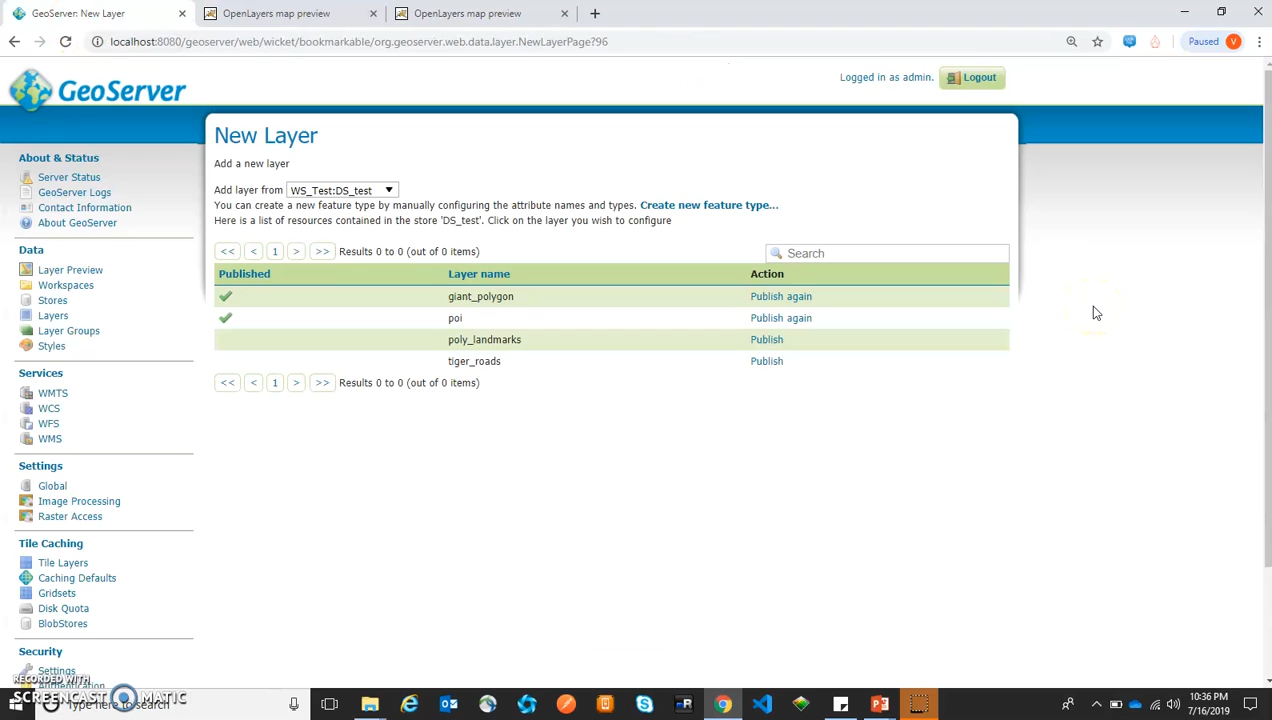 GeoServer: New Layer
OpenLayers map preview
OpenLayers map preview
localhost:8080/geoserver/web/wicket/bookmarkable/org.geoserver.web.data.layer.NewLayerPage?96
Paused
V
GeoServer
Logged in as admin.
Logout
About & Status
Server Status
GeoServer Logs
Contact Information
About GeoServer
Data
Layer Preview
Workspaces
Stores
Layers
Layer Groups
Styles
Services
WMTS
WCS
WFS
WMS
Settings
Global
Image Processing
Raster Access
Tile Caching
Tile Layers
Caching Defaults
Gridsets
Disk Quota
BlobStores
Security
Settings
Authentication
New Layer
Add a new layer
Add layer from WS_Test:DS_test
You can create a new feature type by manually configuring the attribute names and types. Create new feature type...
Here is a list of resources contained in the store 'DS_test'. Click on the layer you wish to configure
<< < 1 > >> Results 0 to 0 (out of 0 items)
Search
Published Layer name Action
giant_polygon Publish again
poi Publish again
poly_landmarks Publish
tiger_roads Publish
<< < 1 > >> Results 0 to 0 (out of 0 items)
RECORDED WITH
SCREENCAST MATIC
Type here to search
10:36 PM
7/16/2019